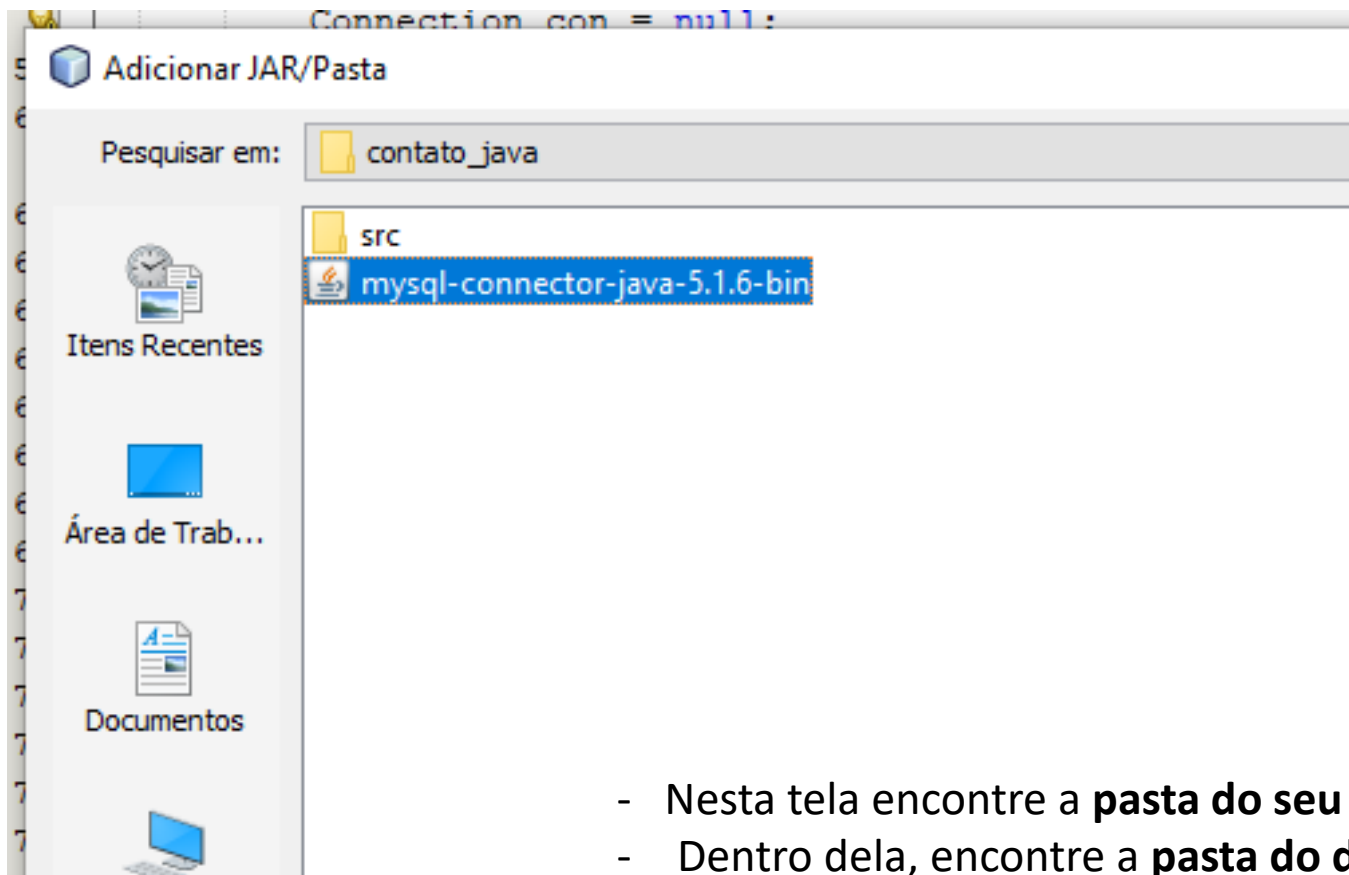 Connection con = null;
Adicionar JAR/Pasta
Pesquisar em:
contato_java
src
mysql-connector-java-5.1.6-bin
Itens Recentes
Área de Trab...
Documentos
- Nesta tela encontre a pasta do seu
- Dentro dela, encontre a pasta do